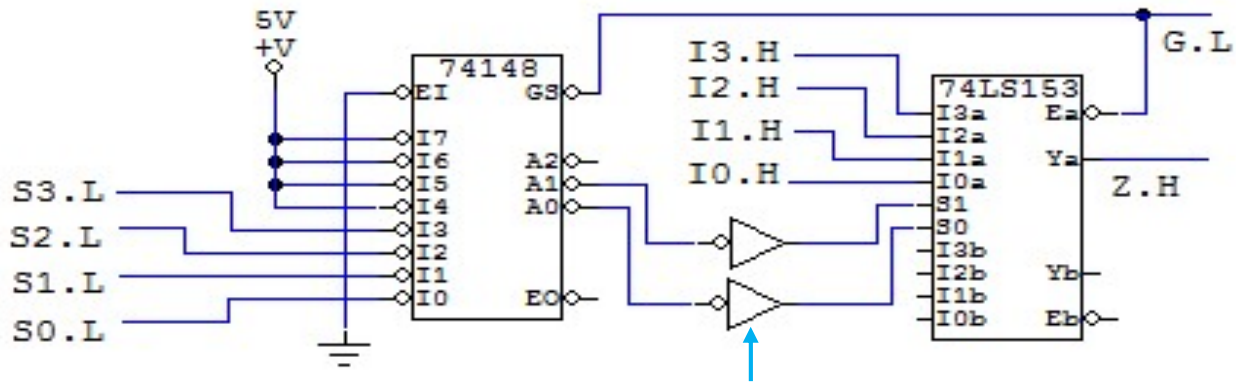 5V
+V
74148
EI
GS
I7
I6
A2
I5
A1
I4
A0
I3
I2
I1
I0
EO
S3.L
S2.L
S1.L
S0.L
I3.H
I2.H
I1.H
I0.H
G.L
74LS153
I3a
Ea
I2a
I1a
Ya
I0a
S1
S0
I3b
I2b
Yb
I1b
I0b
Eb
Z.H